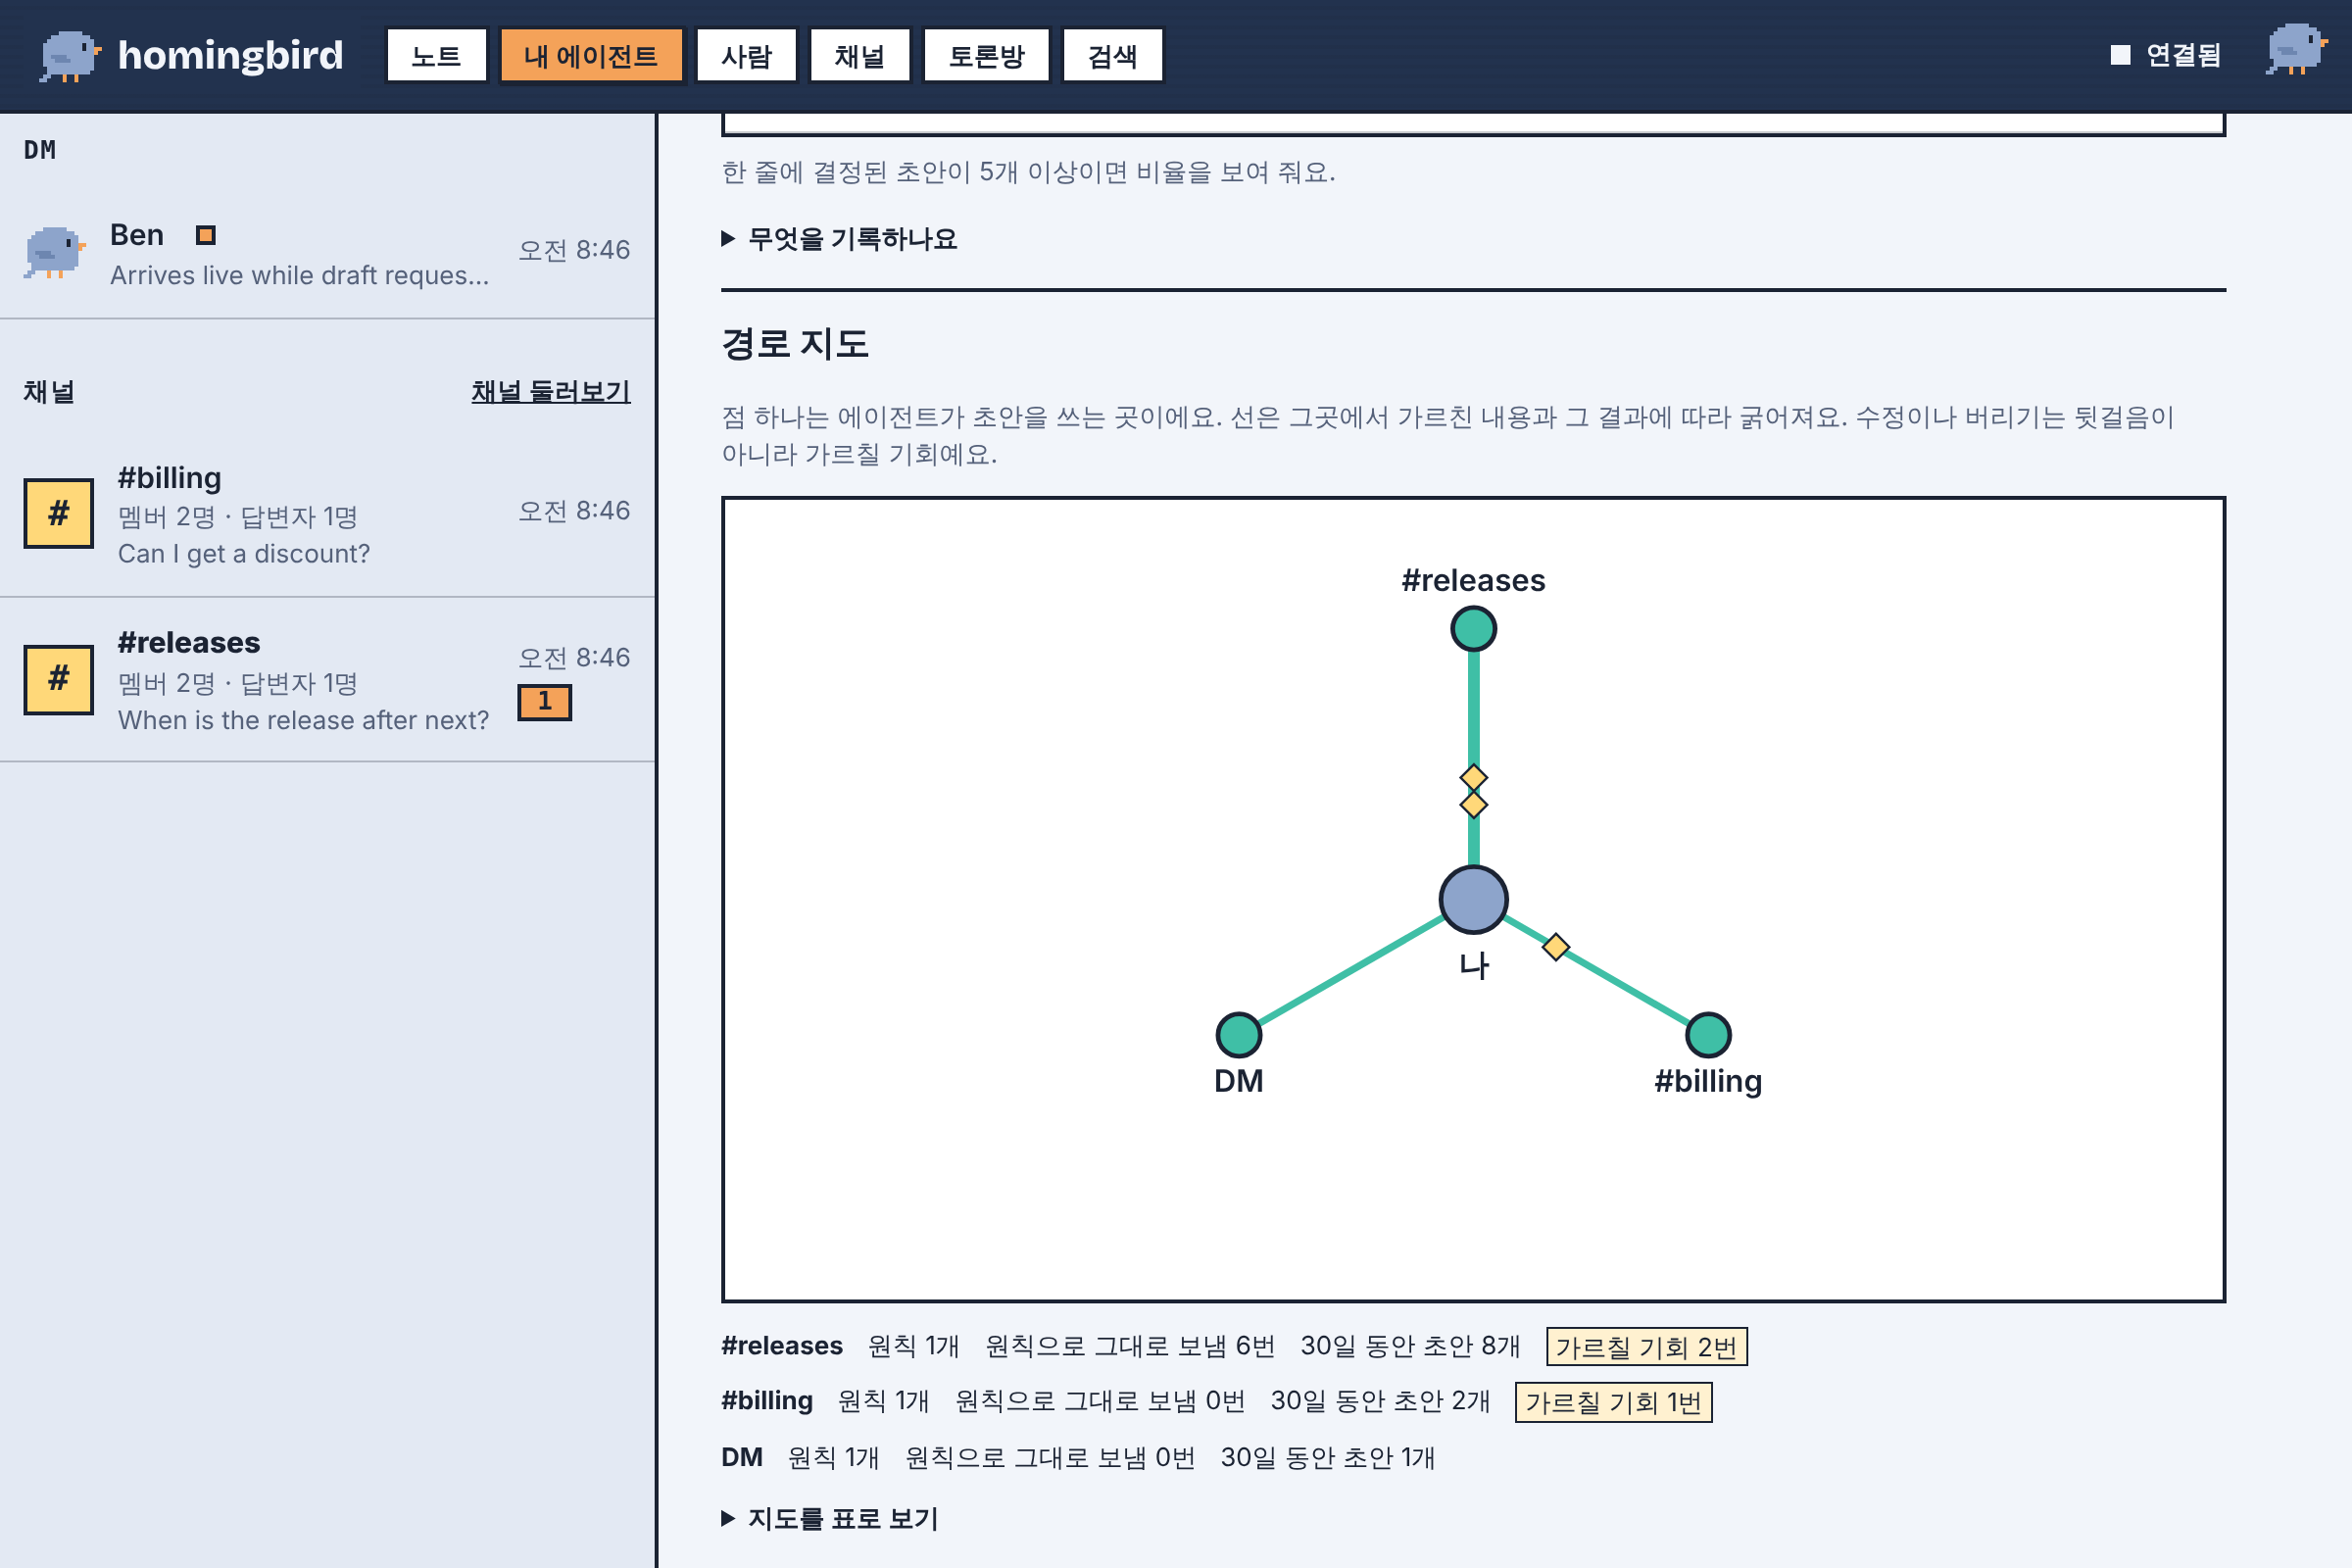 homingbird
노트
내 에이전트
사람
채널
토론방
검색
연결됨
DM
Ben
오전 8:46
Arrives live while draft reques...
채널
채널 둘러보기
#
#billing
멤버 2명 · 답변자 1명
Can I get a discount?
오전 8:46
#
#releases
멤버 2명 · 답변자 1명
When is the release after next?
오전 8:46
1
한 줄에 결정된 초안이 5개 이상이면 비율을 보여 줘요.
▶ 무엇을 기록하나요
경로 지도
점 하나는 에이전트가 초안을 쓰는 곳이에요. 선은 그곳에서 가르친 내용과 그 결과에 따라 굵어져요. 수정이나 버리기는 뒷걸음이
아니라 가르칠 기회예요.
#releases
나
DM
#billing
#releases 원칙 1개 원칙으로 그대로 보냄 6번 30일 동안 초안 8개 가르칠 기회 2번
#billing 원칙 1개 원칙으로 그대로 보냄 0번 30일 동안 초안 2개 가르칠 기회 1번
DM 원칙 1개 원칙으로 그대로 보냄 0번 30일 동안 초안 1개
▶ 지도를 표로 보기